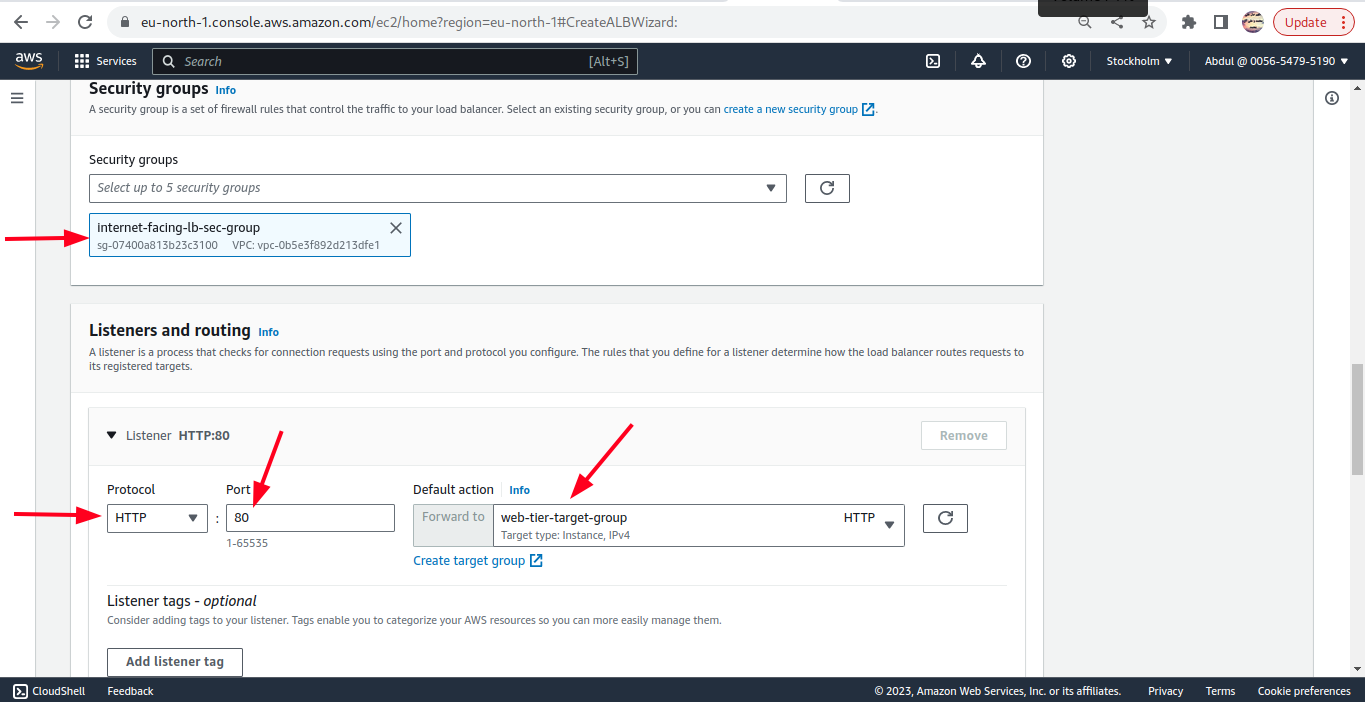 eu-north-1.console.aws.amazon.com/ec2/home?region=eu-north-1#CreateALBWizard:
Update
aws
Services
Search
[Alt+S]
Stockholm
Abdul @ 0056-5479-5190
Security groups Info
A security group is a set of firewall rules that control the traffic to your load balancer. Select an existing security group, or you can create a new security group .
Security groups
Select up to 5 security groups
internet-facing-lb-sec-group
sg-07400a813b23c3100 VPC: vpc-0b5e3f892d213dfe1
Listeners and routing Info
A listener is a process that checks for connection requests using the port and protocol you configure. The rules that you define for a listener determine how the load balancer routes requests to
its registered targets.
Listener HTTP:80
Remove
Protocol
Port
Default action Info
HTTP
:
80
1-65535
Forward to
web-tier-target-group
HTTP
Target type: Instance, IPv4
Create target group
Listener tags - optional
Consider adding tags to your listener. Tags enable you to categorize your AWS resources so you can more easily manage them.
Add listener tag
CloudShell
Feedback
© 2023, Amazon Web Services, Inc. or its affiliates.
Privacy
Terms
Cookie preferences